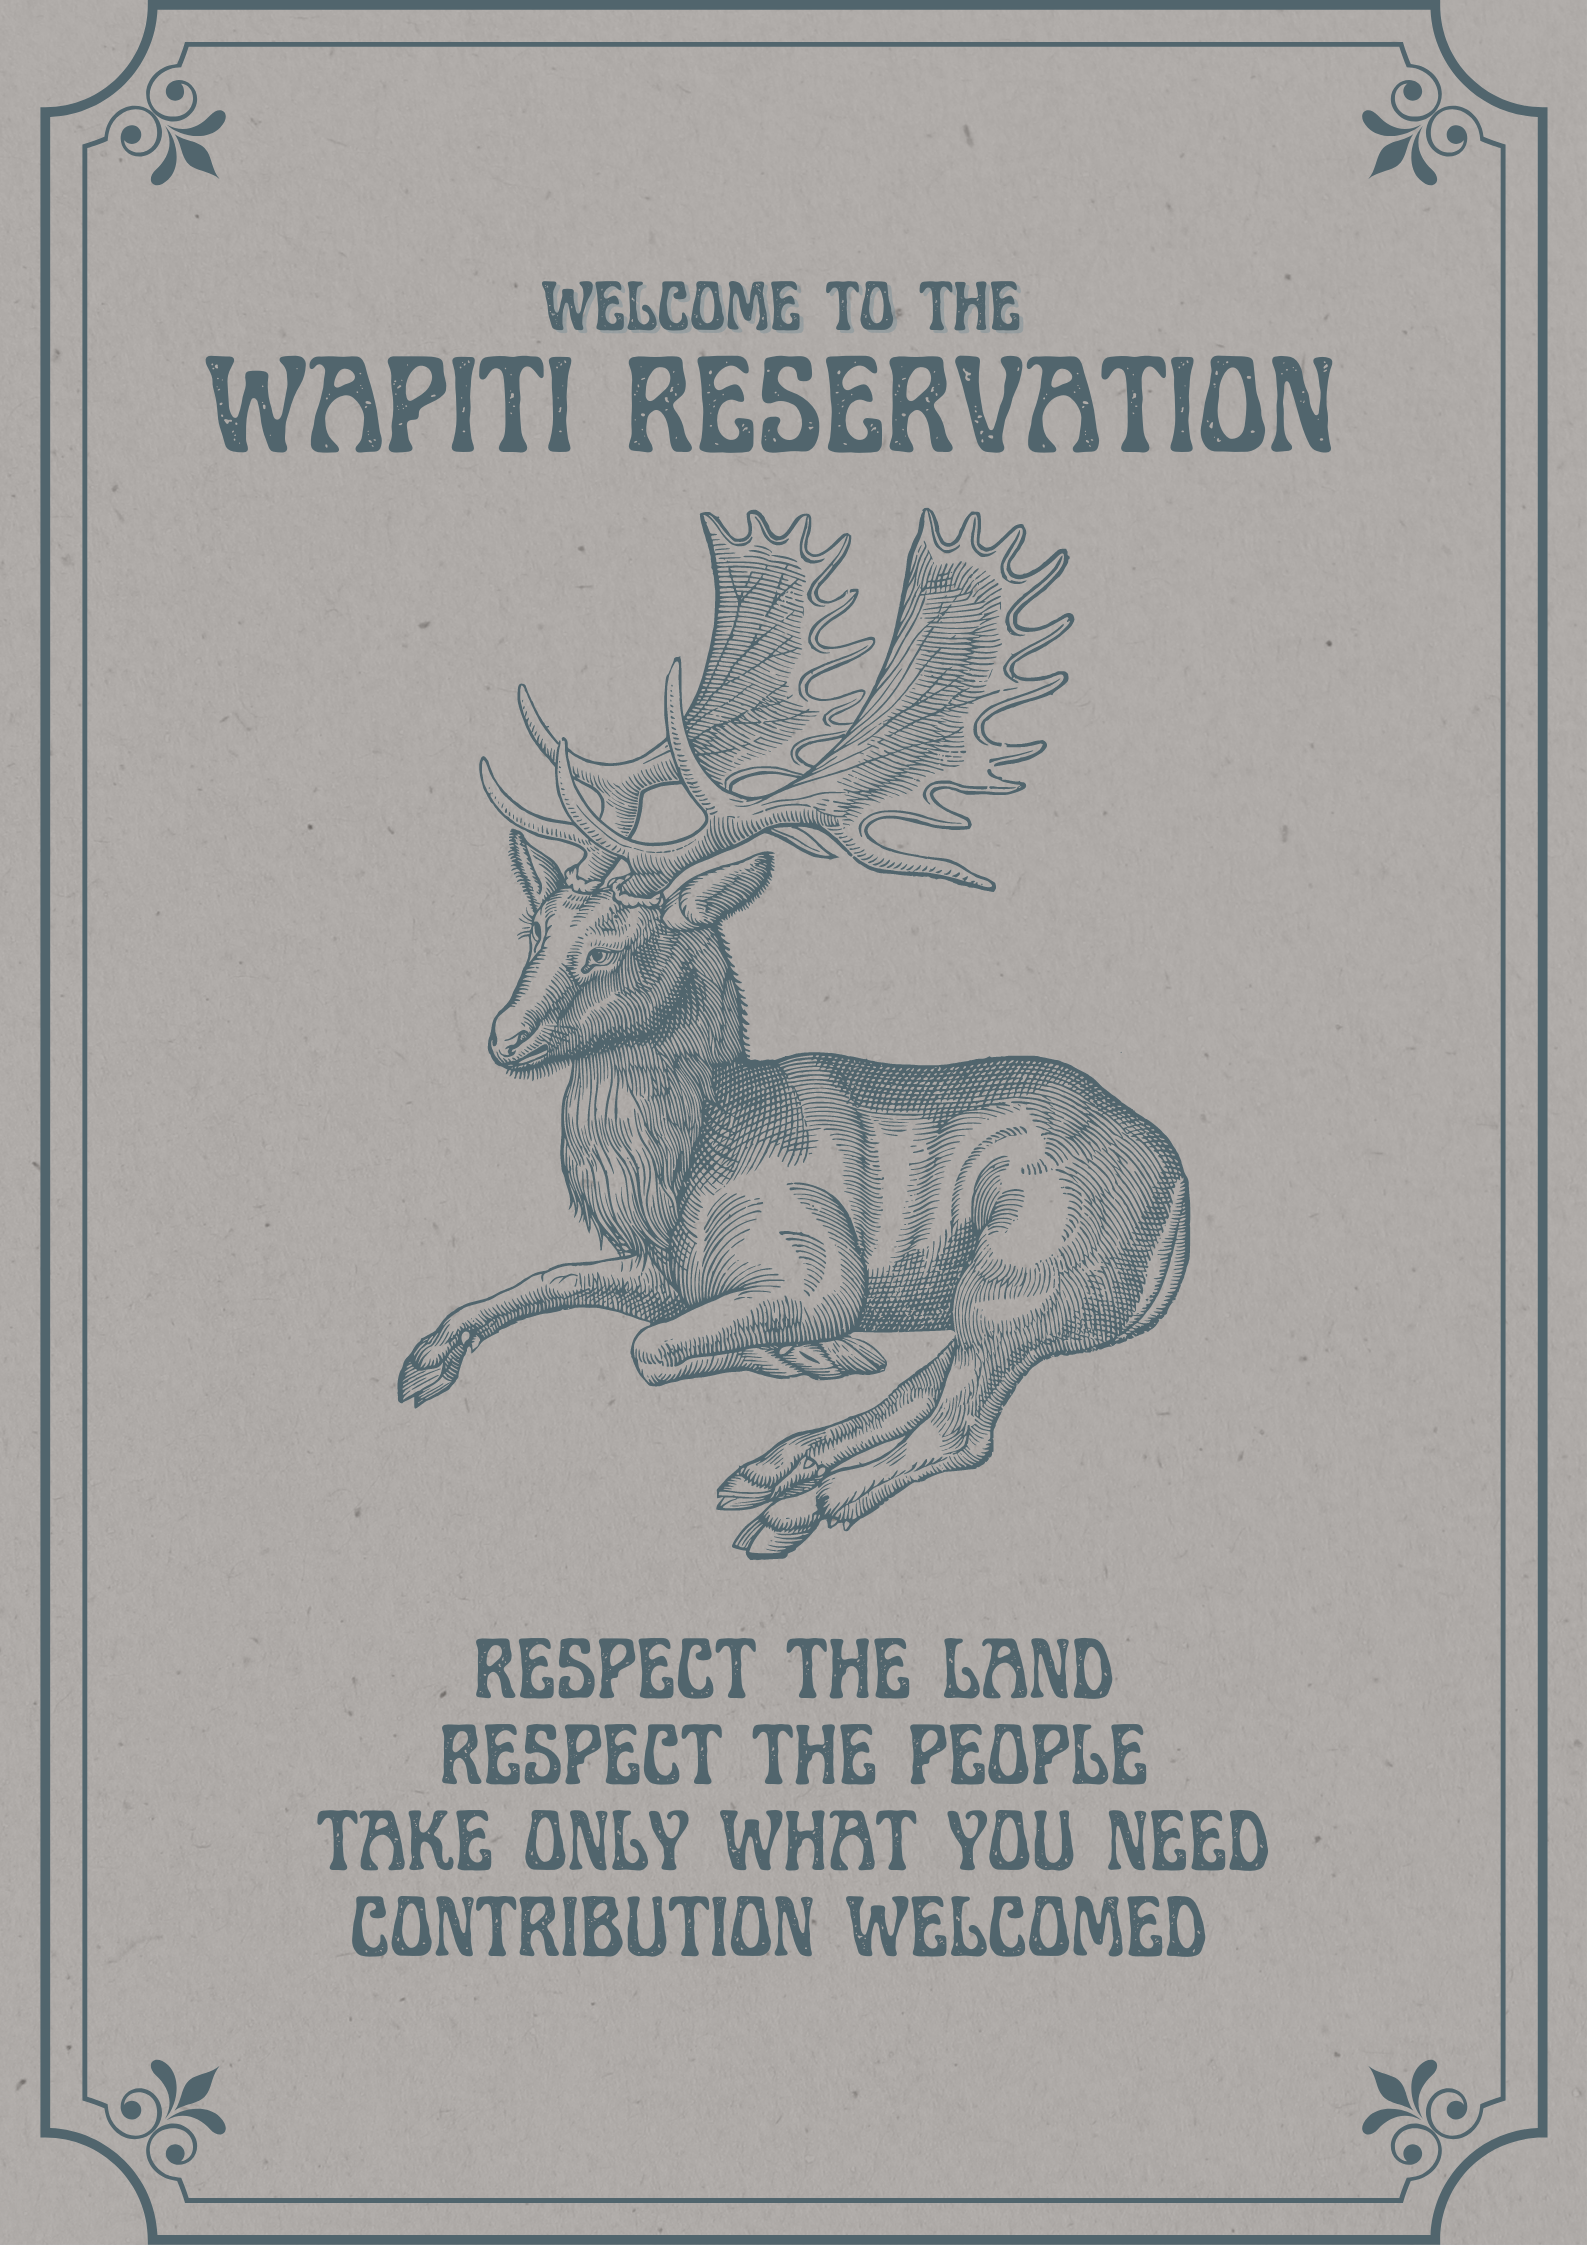 WELCOME TO THE
WAPITI RESERVATION
RESPECT THE LAND
RESPECT THE PEOPLE
TAKE ONLY WHAT YOU NEED
CONTRIBUTION WELCOMED